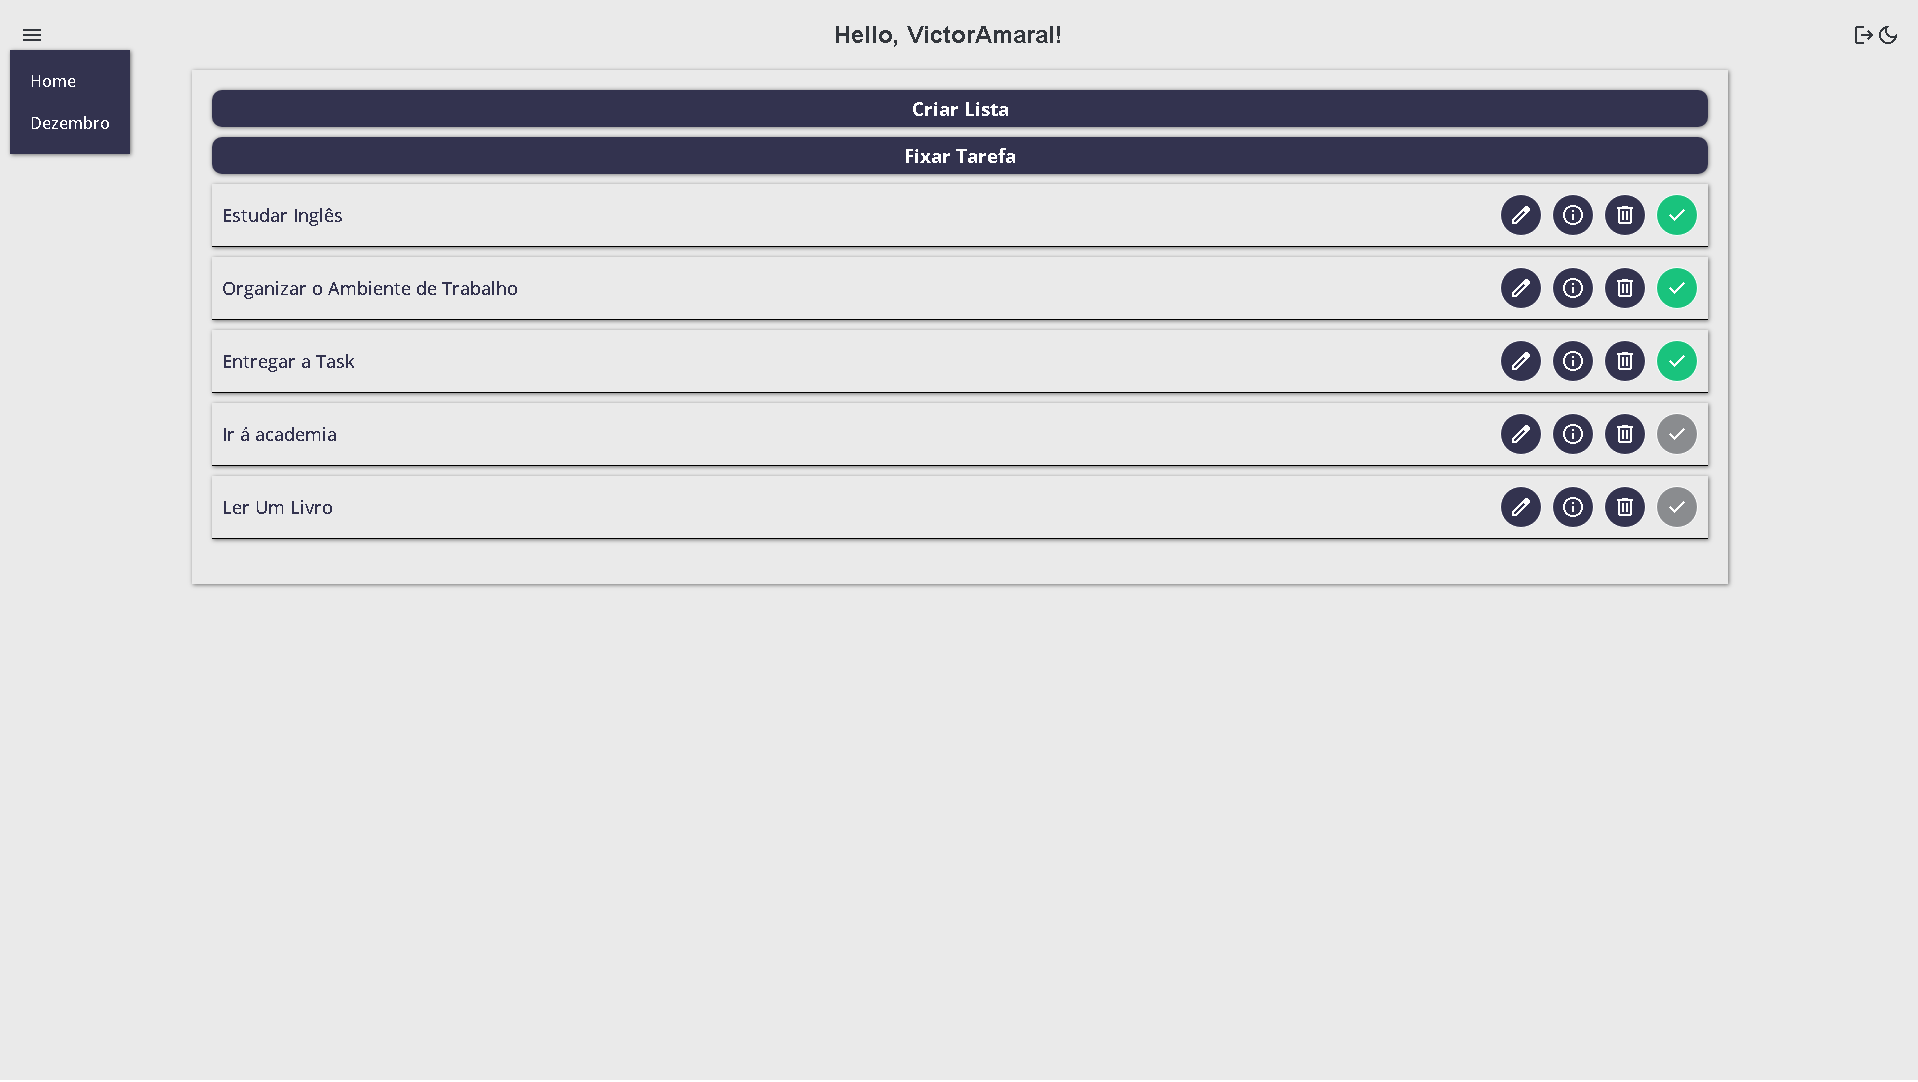 Hello, VictorAmaral!
Home
Dezembro
Criar Lista
Fixar Tarefa
Estudar Inglês
Organizar o Ambiente de Trabalho
Entregar a Task
Ir á academia
Ler Um Livro